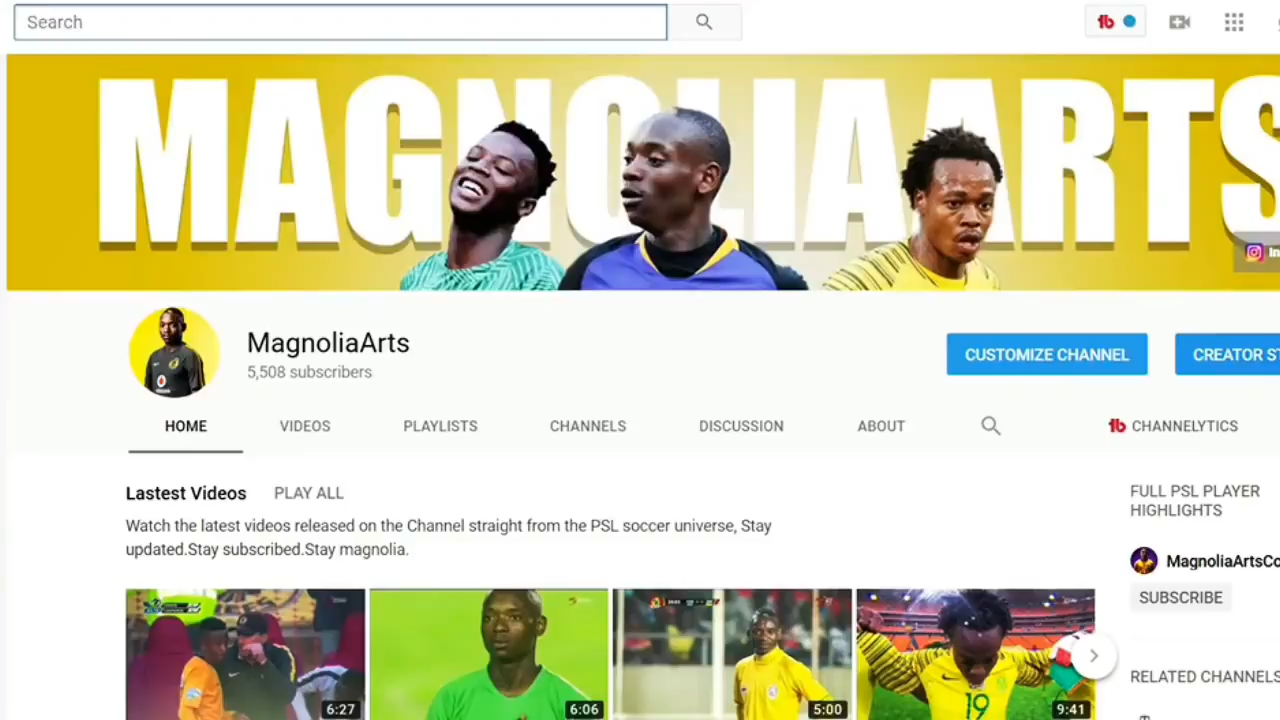 Search
MAGNOLIAARTS
MagnoliaArts
5,508 subscribers
CUSTOMIZE CHANNEL
CREATOR ST
HOME
VIDEOS
PLAYLISTS
CHANNELS
DISCUSSION
ABOUT
CHANNELYTICS
Lastest Videos PLAY ALL
Watch the latest videos released on the Channel straight from the PSL soccer universe, Stay
updated.Stay subscribed.Stay magnolia.
FULL PSL PLAYER
HIGHLIGHTS
MagnoliaArtsCo
SUBSCRIBE
RELATED CHANNELS
6:27
6:06
5:00
9:41
19